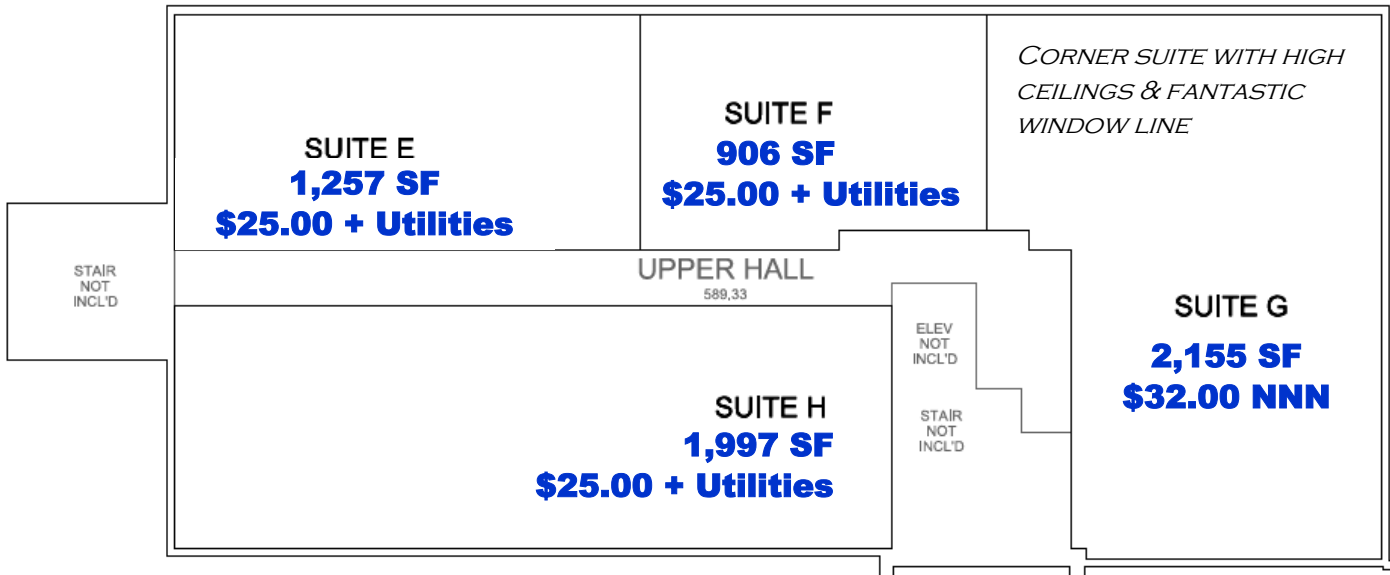 CORNER SUITE WITH HIGH
CEILINGS & FANTASTIC
WINDOW LINE
SUITE E
1,257 SF
$25.00 + Utilities
SUITE F
906 SF
$25.00 + Utilities
STAIR
NOT
INCL'D
UPPER HALL
589,33
ELEV
NOT
INCL'D
STAIR
NOT
INCL'D
SUITE G
2,155 SF
$32.00 NNN
SUITE H
1,997 SF
$25.00 + Utilities